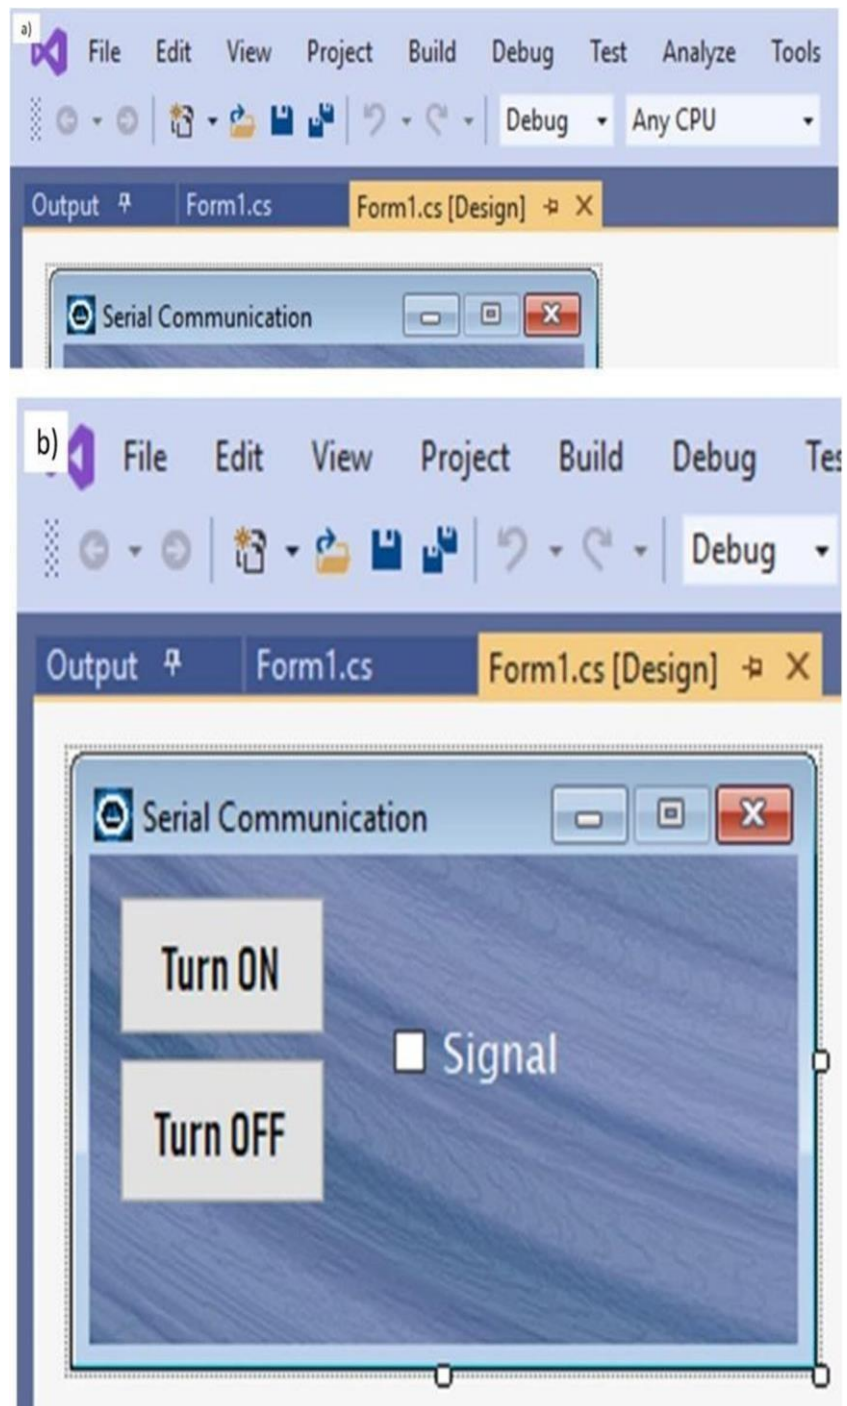 a)
File Edit View Project Build Debug Test Analyze Tools
Debug Any CPU
Output Form1.cs Form1.cs [Design]
Serial Communication
b)
File Edit View Project Build Debug
Debug
Output Form1.cs Form1.cs [Design]
Serial Communication
Turn ON
Signal
Turn OFF